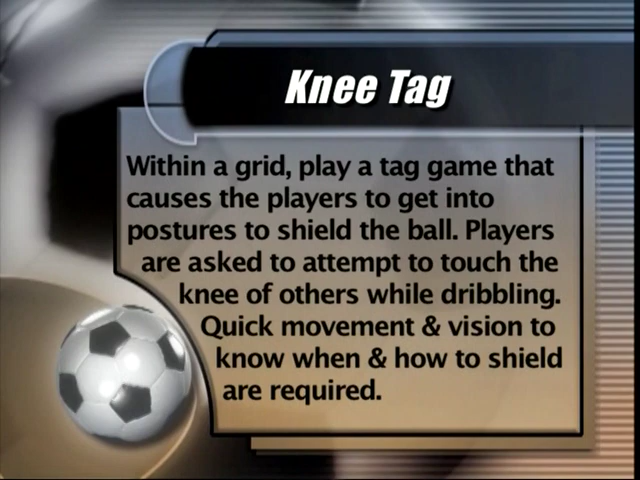 Knee Tag
Within a grid, play a tag game that
causes the players to get into
postures to shield the ball. Players
are asked to attempt to touch the
knee of others while dribbling.
Quick movement & vision to
know when & how to shield
are required.